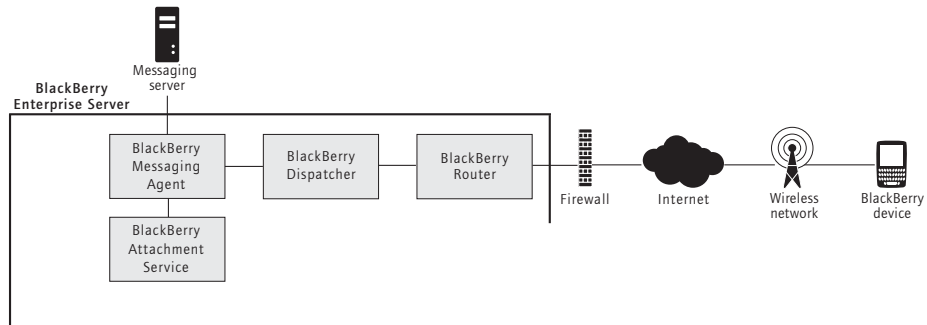 Messaging
server
BlackBerry
Enterprise Server
BlackBerry
Messaging
Agent
BlackBerry
Dispatcher
BlackBerry
Router
Firewall
Internet
Wireless
network
BlackBerry
device
BlackBerry
Attachment
Service